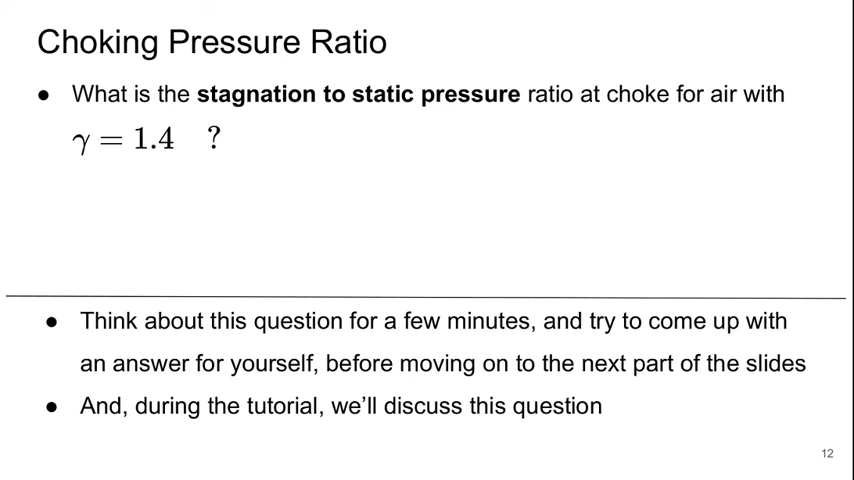 Choking Pressure Ratio
● What is the stagnation to static pressure ratio at choke for air with
γ = 1.4 ?
● Think about this question for a few minutes, and try to come up with
an answer for yourself, before moving on to the next part of the slides
● And, during the tutorial, we’ll discuss this question
12